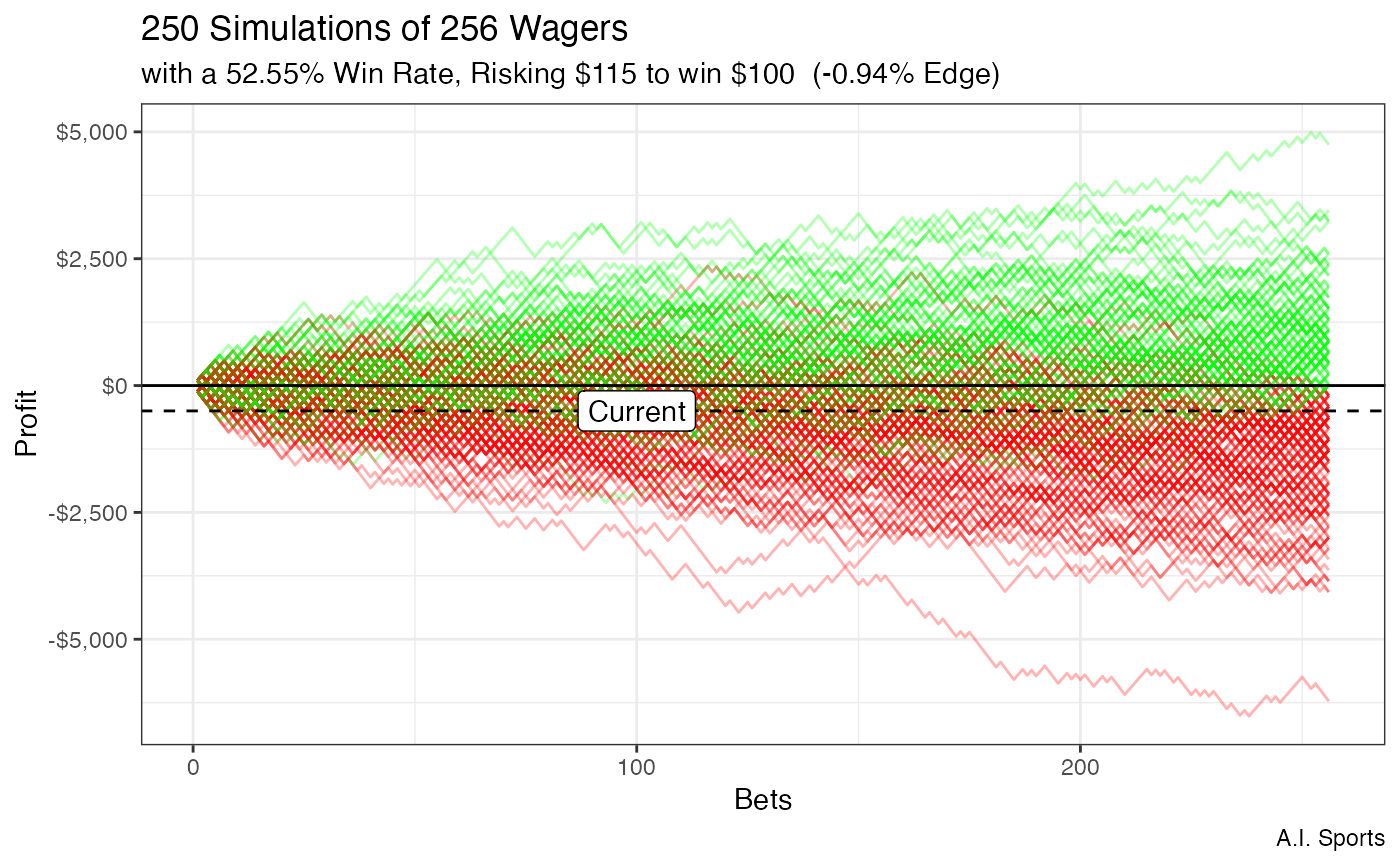 250 Simulations of 256 Wagers
with a 52.55% Win Rate, Risking $115 to win $100 (-0.94% Edge)
$5,000
$2,500
$0
-$2,500
-$5,000
Profit
Current
0
100
200
Bets
A.I. Sports